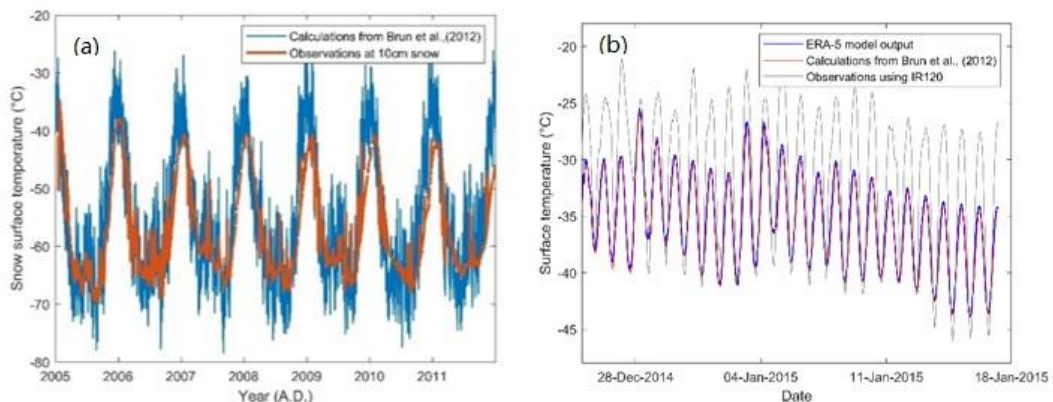 (a)
Calculations from Brun et al.,(2012)
Observations at 10cm snow
Snow surface temperature (°C)
-20
-30
-40
-50
-60
-70
-80
2005 2006 2007 2008 2009 2010 2011
Year (A.D.)
(b)
ERA-5 model output
Calculations from Brun et al., (2012)
Observations using IR120
Surface temperature (°C)
-20
-25
-30
-35
-40
-45
28-Dec-2014 04-Jan-2015 11-Jan-2015 18-Jan-2015
Date